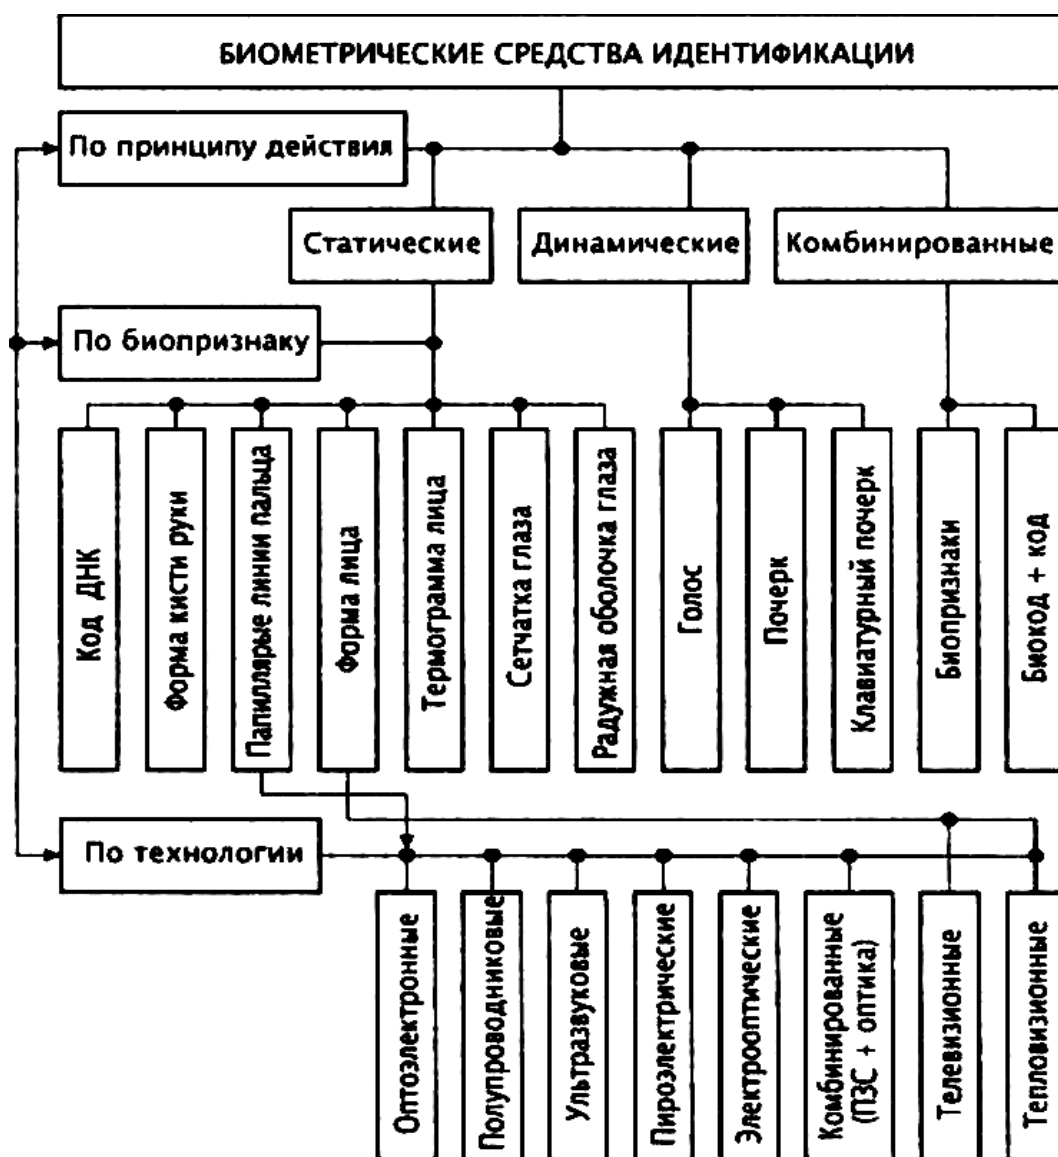 БИОМЕТРИЧЕСКИЕ СРЕДСТВА ИДЕНТИФИКАЦИИ
По принципу действия
Статические
Динамические
Комбинированные
По биопризнаку
Код ДНК
Форма кисти руки
Папиллярые линии пальца
Форма лица
Термограмма лица
Сетчатка глаза
Радужная оболочка глаза
Голос
Почерк
Клавиатурный почерк
Биопризнаки
Биокод + код
По технологии
Оптоэлектронные
Полупроводниковые
Ультразвуковые
Пироэлектрические
Электрооптические
Комбинированные
(ПЗС + оптика)
Телевизионные
Тепловизионные